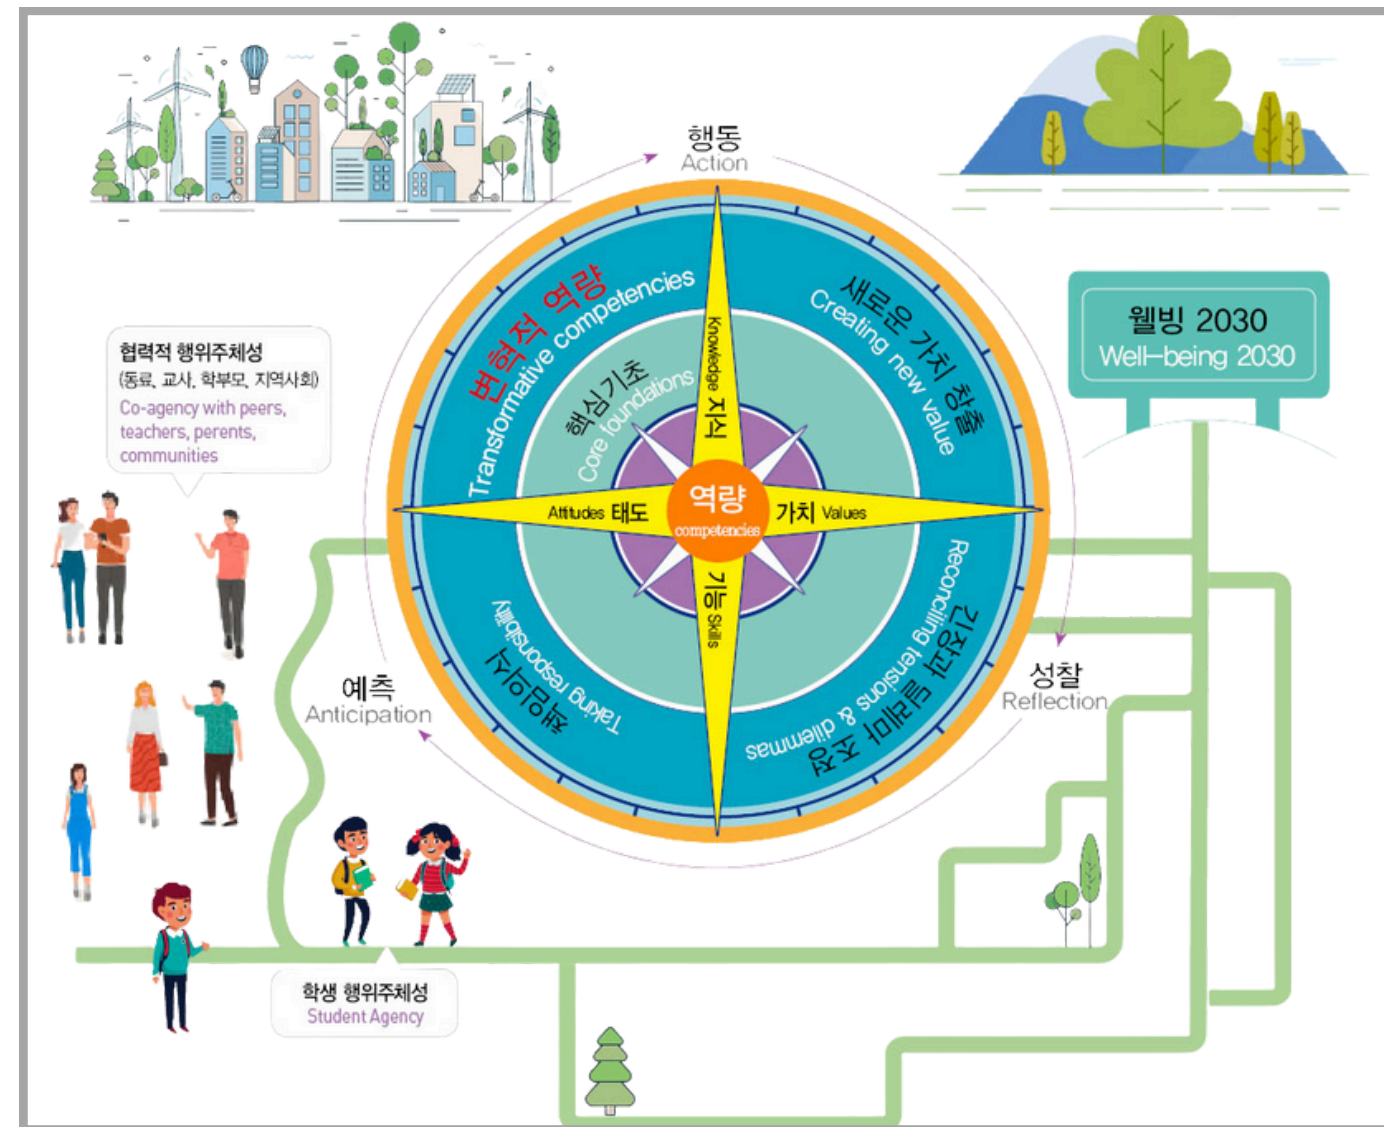 행동
Action
변혁적 역량
Transformative competencies
새로운 가치 창출
Creating new value
핵심기초
Core foundations
Knowledge 지식
Attitudes 태도
역량
competencies
가치 Values
기능 Skills
책임의식
Taking responsibility
긴장과 딜레마 조정
Reconciling tensions & dilemmas
웰빙 2030
Well-being 2030
협력적 행위주체성
(동료, 교사, 학부모, 지역사회)
Co-agency with peers,
teachers, perents,
communities
예측
Anticipation
성찰
Reflection
학생 행위주체성
Student Agency